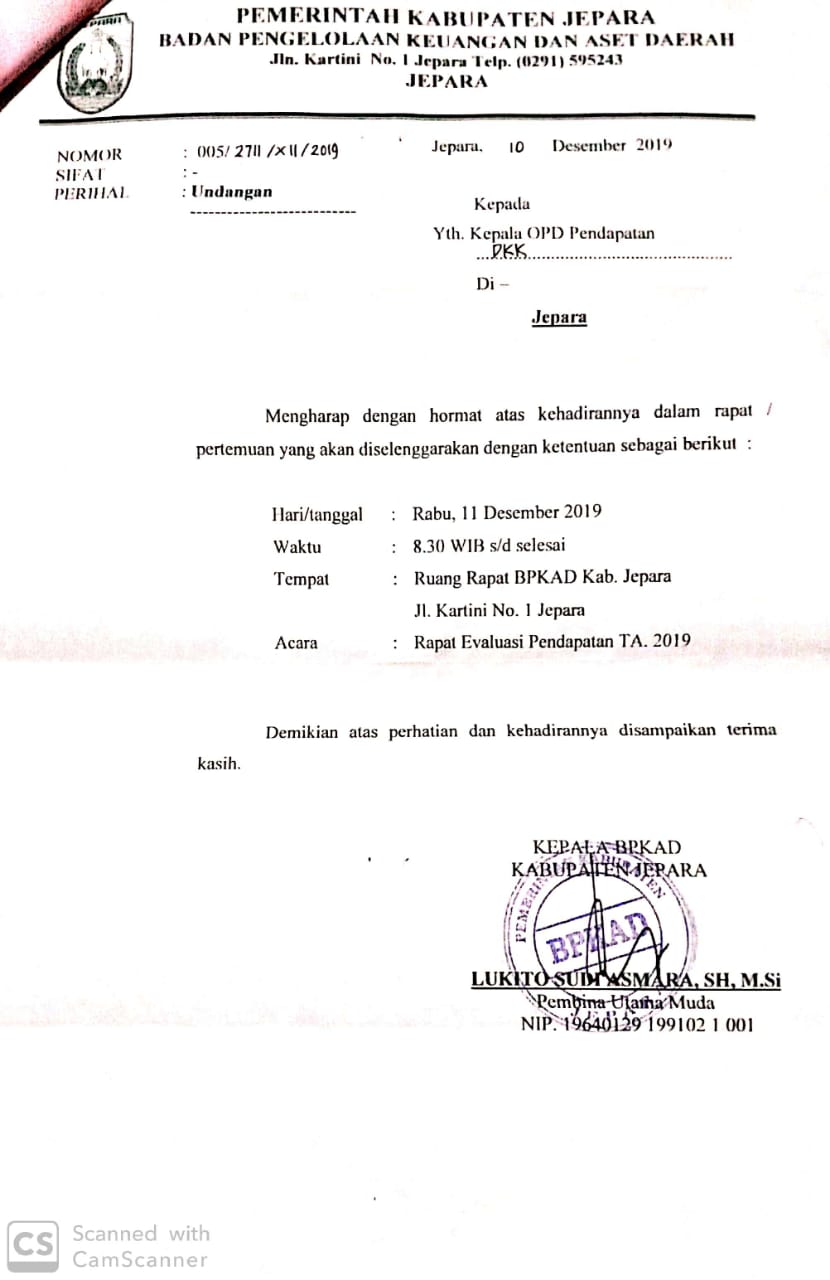 PEMERINTAH KABUPATEN JEPARA
BADAN PENGELOLAAN KEUANGAN DAN ASET DAERAH
Jln. Kartini No. 1 Jepara Telp. (0291) 595243
JEPARA
NOMOR : 005/ 2711 /XII/2019
SIFAT : -
PERIHAL : Undangan
Jepara, 10 Desember 2019
Kepada
Yth. Kepala OPD Pendapatan
...DKK...
Di –
Jepara
Mengharap dengan hormat atas kehadirannya dalam rapat /
pertemuan yang akan diselenggarakan dengan ketentuan sebagai berikut :
Hari/tanggal : Rabu, 11 Desember 2019
Waktu : 8.30 WIB s/d selesai
Tempat : Ruang Rapat BPKAD Kab. Jepara
Jl. Kartini No. 1 Jepara
Acara : Rapat Evaluasi Pendapatan TA. 2019
Demikian atas perhatian dan kehadirannya disampaikan terima
kasih.
KEPALA BPKAD
KABUPATEN JEPARA
PEMERINTAH KABUPATEN
BPKAD
JEPARA
LUKITO SUDI ASMARA, SH, M.Si
Pembina Utama Muda
NIP. 19640129 199102 1 001
CS Scanned with
CamScanner